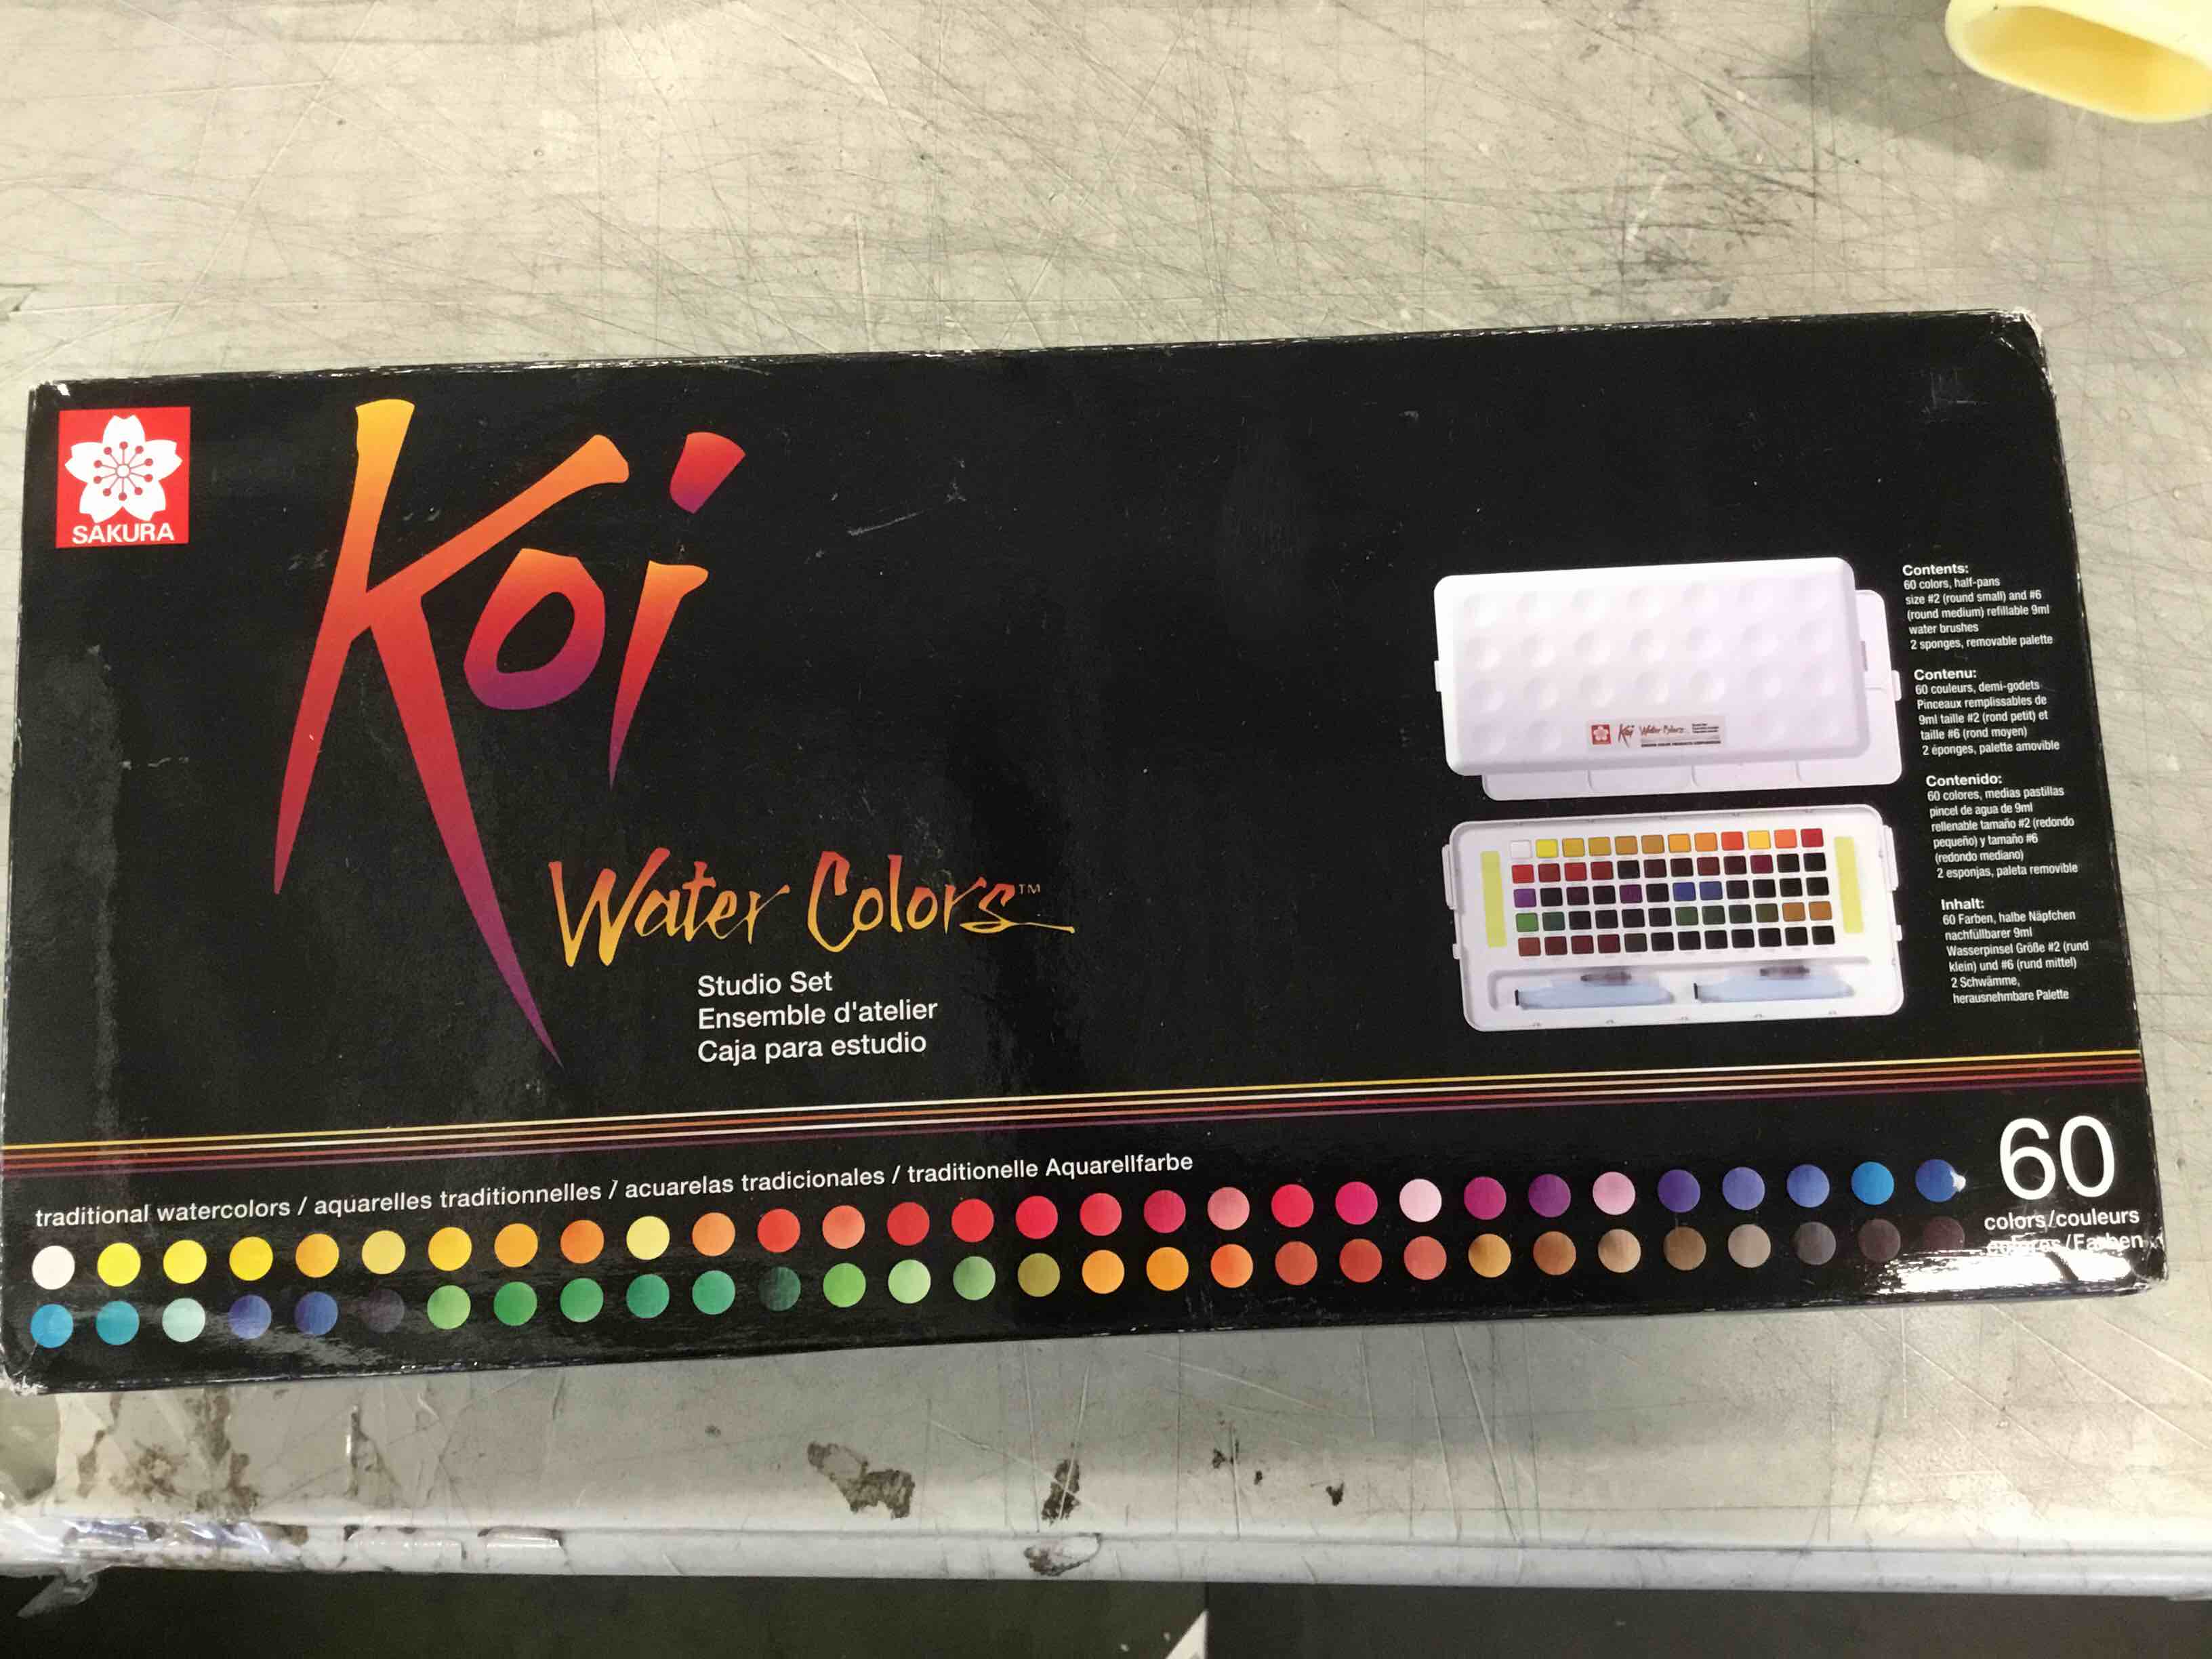 SAKURA
Koi
Water Colors™
Studio Set
Ensemble d'atelier
Caja para estudio
Koi Water Colors
Contents:
60 colors, half-pans
size #2 (round small) and #6
(round medium) refillable 9ml
water brushes
2 sponges, removable palette
Contenu:
60 couleurs, demi-godets
Pinceaux remplissables de
9ml taille #2 (rond petit) et
taille #6 (rond moyen)
2 éponges, palette amovible
Contenido:
60 colores, medias pastillas
pincel de agua de 9ml
rellenable tamaño #2 (redondo
pequeño) y tamaño #6
(redondo mediano)
2 esponjas, paleta removible
Inhalt:
60 Farben, halbe Näpfchen
nachfüllbarer 9ml
Wasserpinsel Größe #2 (rund
klein) und #6 (rund mittel)
2 Schwämme,
herausnehmbare Palette
traditional watercolors / aquarelles traditionnelles / acuarelas tradicionales / traditionelle Aquarellfarbe
60
colors/couleurs
colores/Farben